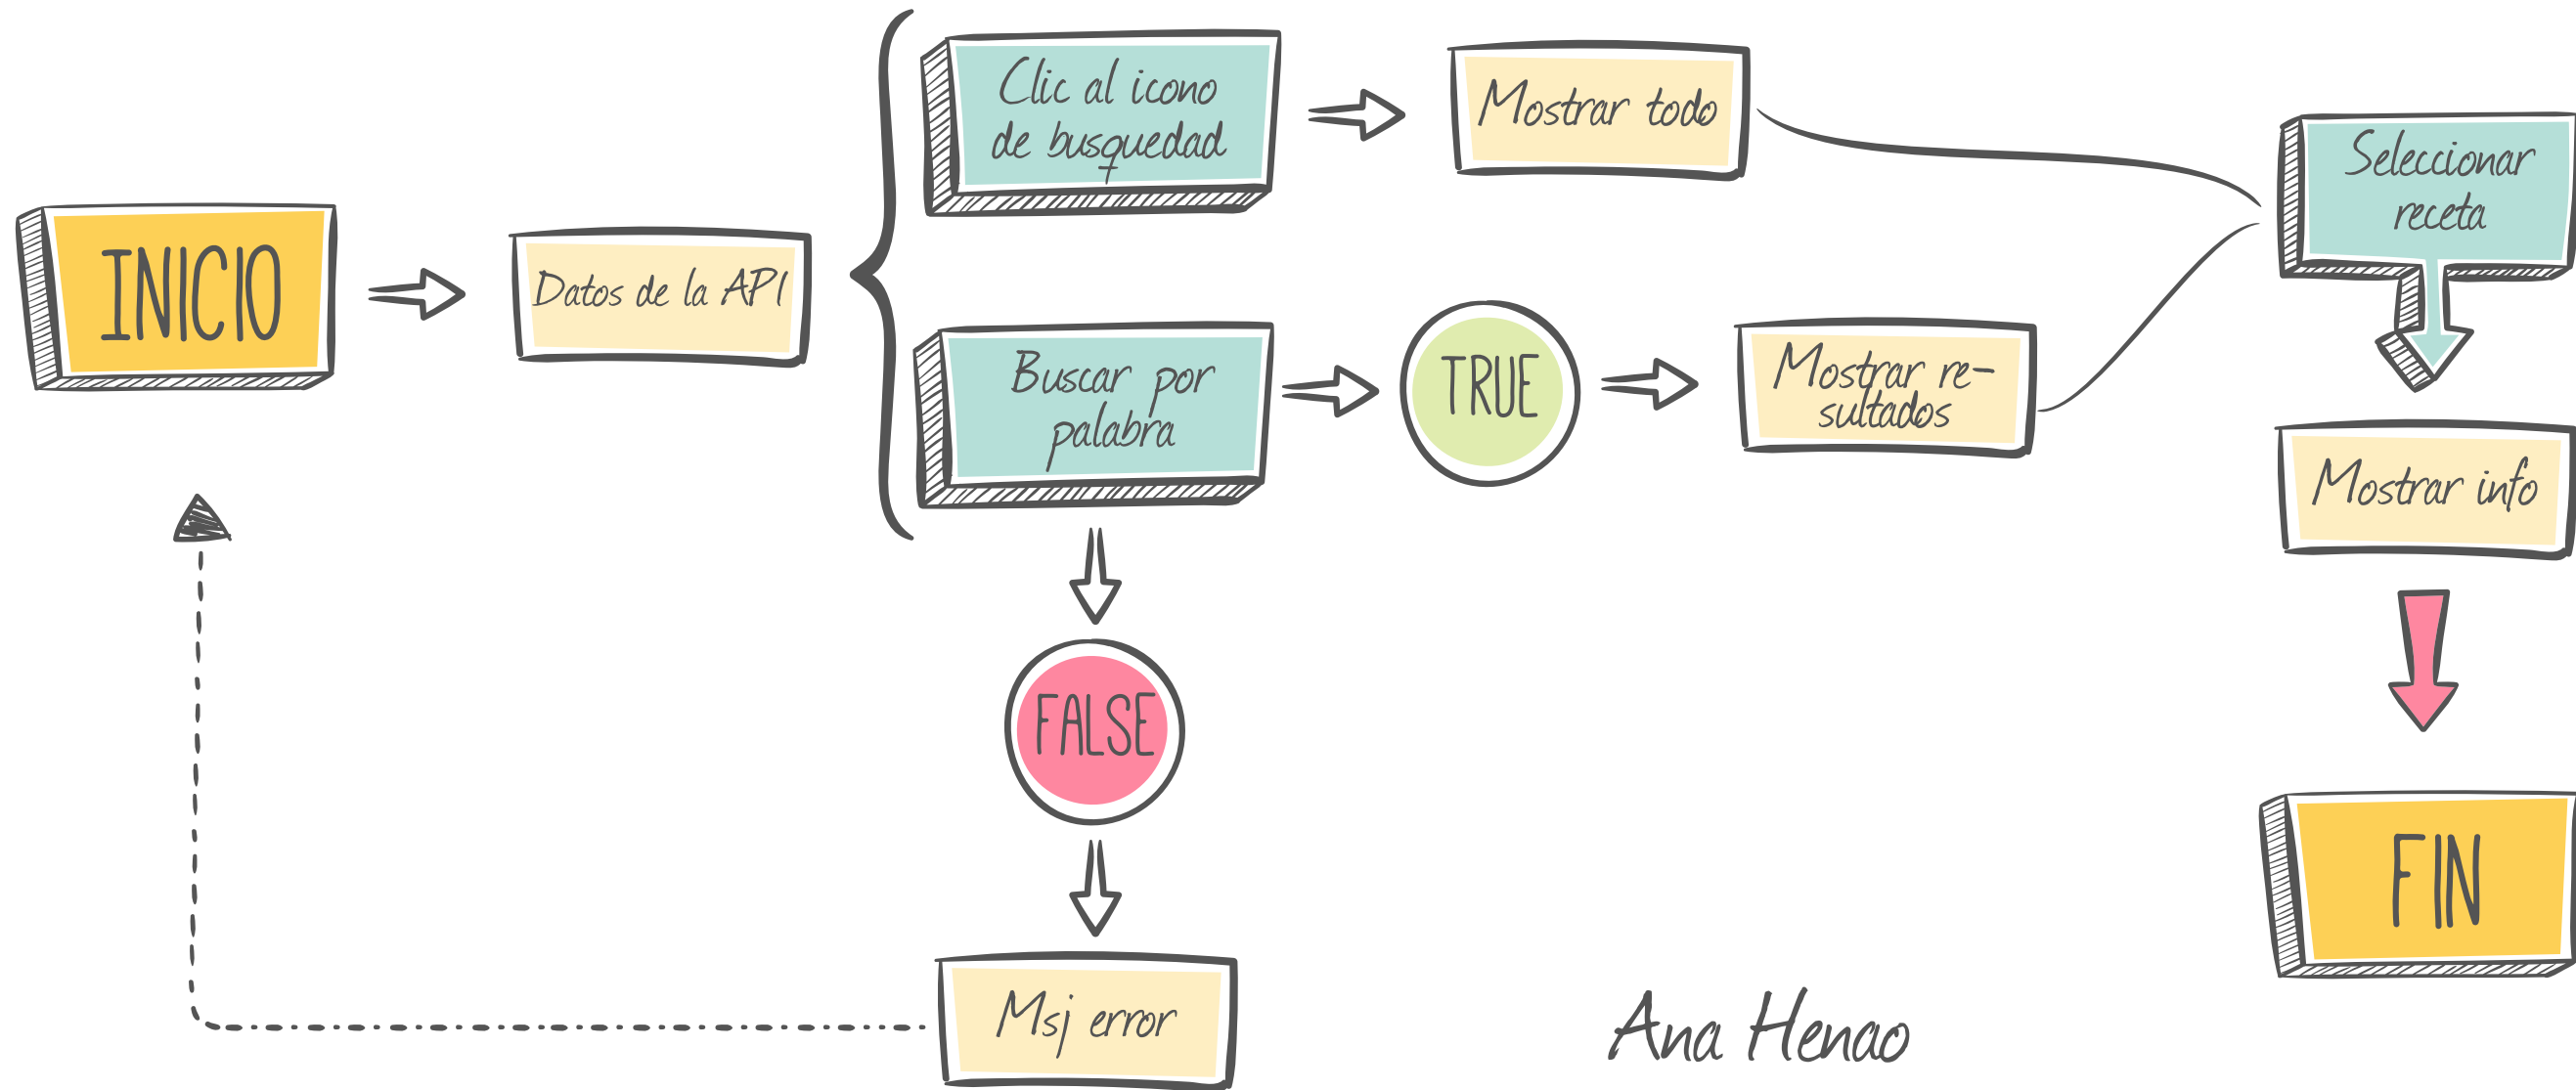 INICIO
Datos de la API
Clic al icono
de busquedad
Mostrar todo
Buscar por
palabra
TRUE
Mostrar re-
sultados
Seleccionar
receta
Mostrar info
FIN
FALSE
Msj error
Ana Henao